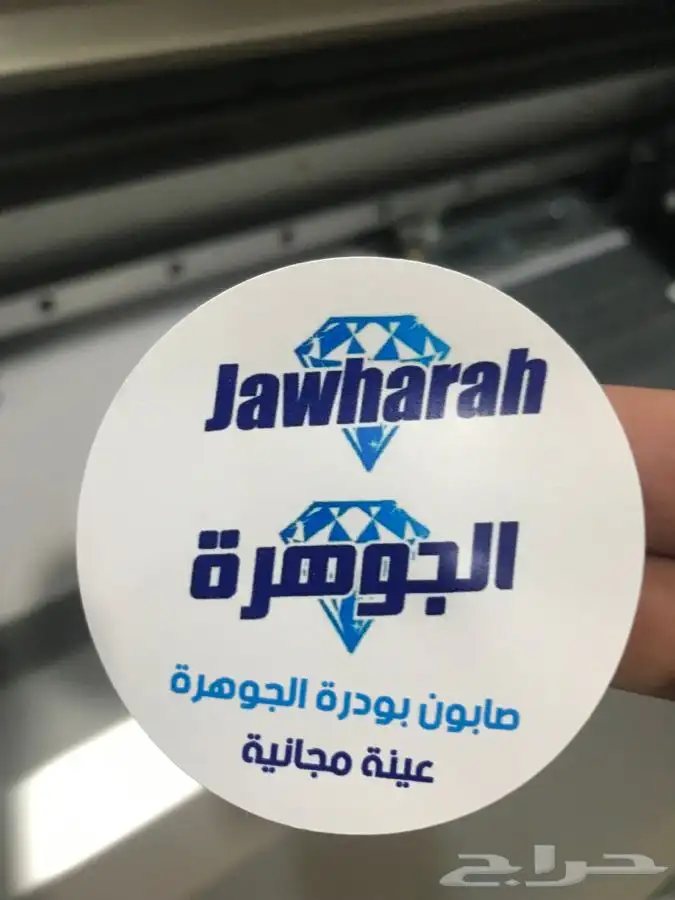 Jawharah
الجوهرة
صابون بودرة الجوهرة
عينة مجانية
حراج